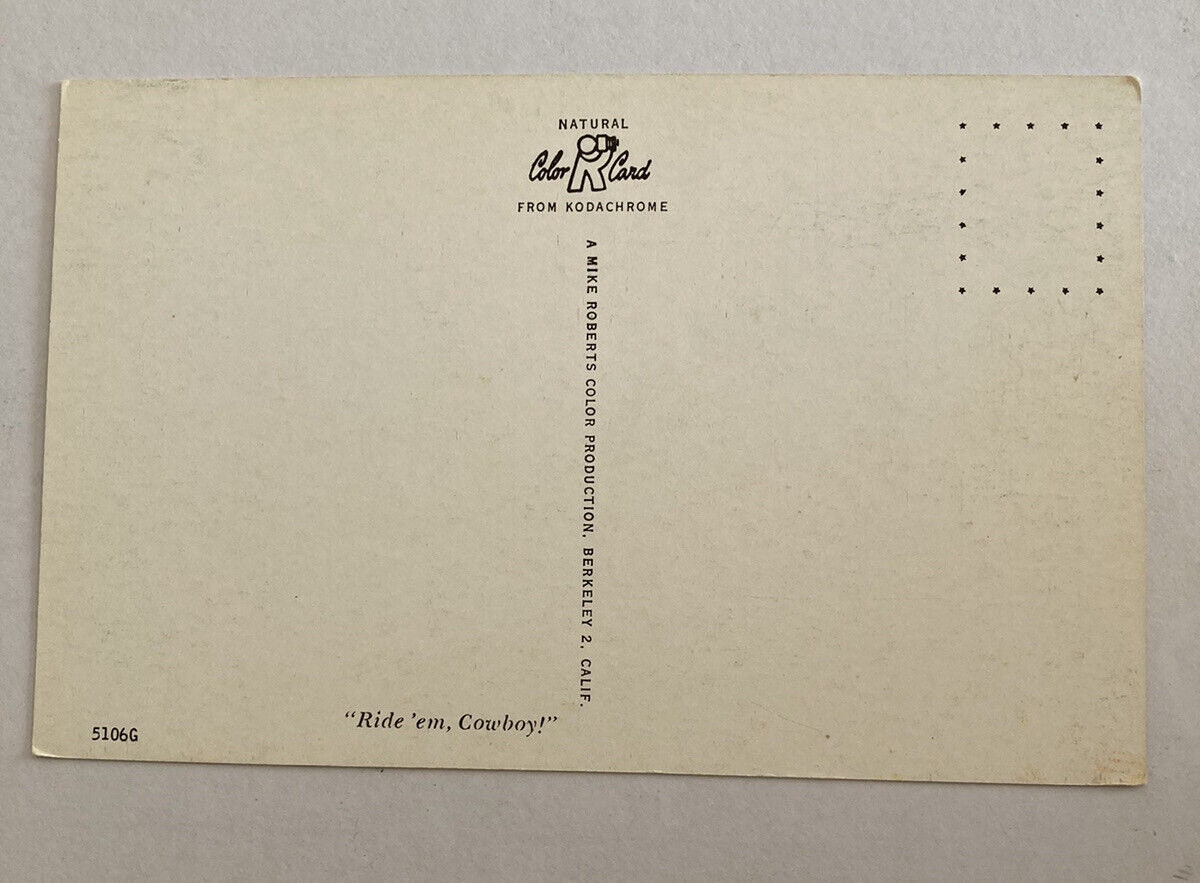 NATURAL
Color Card
FROM KODACHROME
A MIKE ROBERTS COLOR PRODUCTION, BERKELEY 2, CALIF.
"Ride 'em, Cowboy!"
5106G